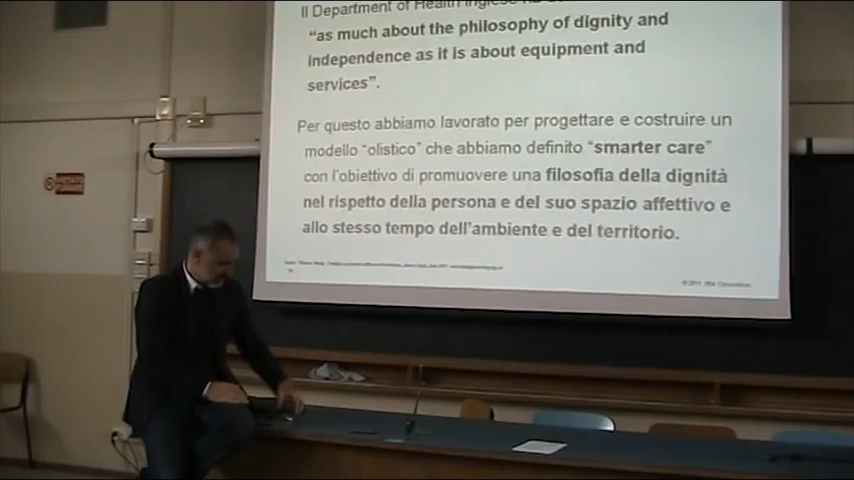 Il Department of Health inglese ha
“as much about the philosophy of dignity and
independence as it is about equipment and
services”.
Per questo abbiamo lavorato per progettare e costruire un
modello “olistico” che abbiamo definito “smarter care”
con l’obiettivo di promuovere una filosofia della dignità
nel rispetto della persona e del suo spazio affettivo e
allo stesso tempo dell’ambiente e del territorio.
VIETATO
FUMARE